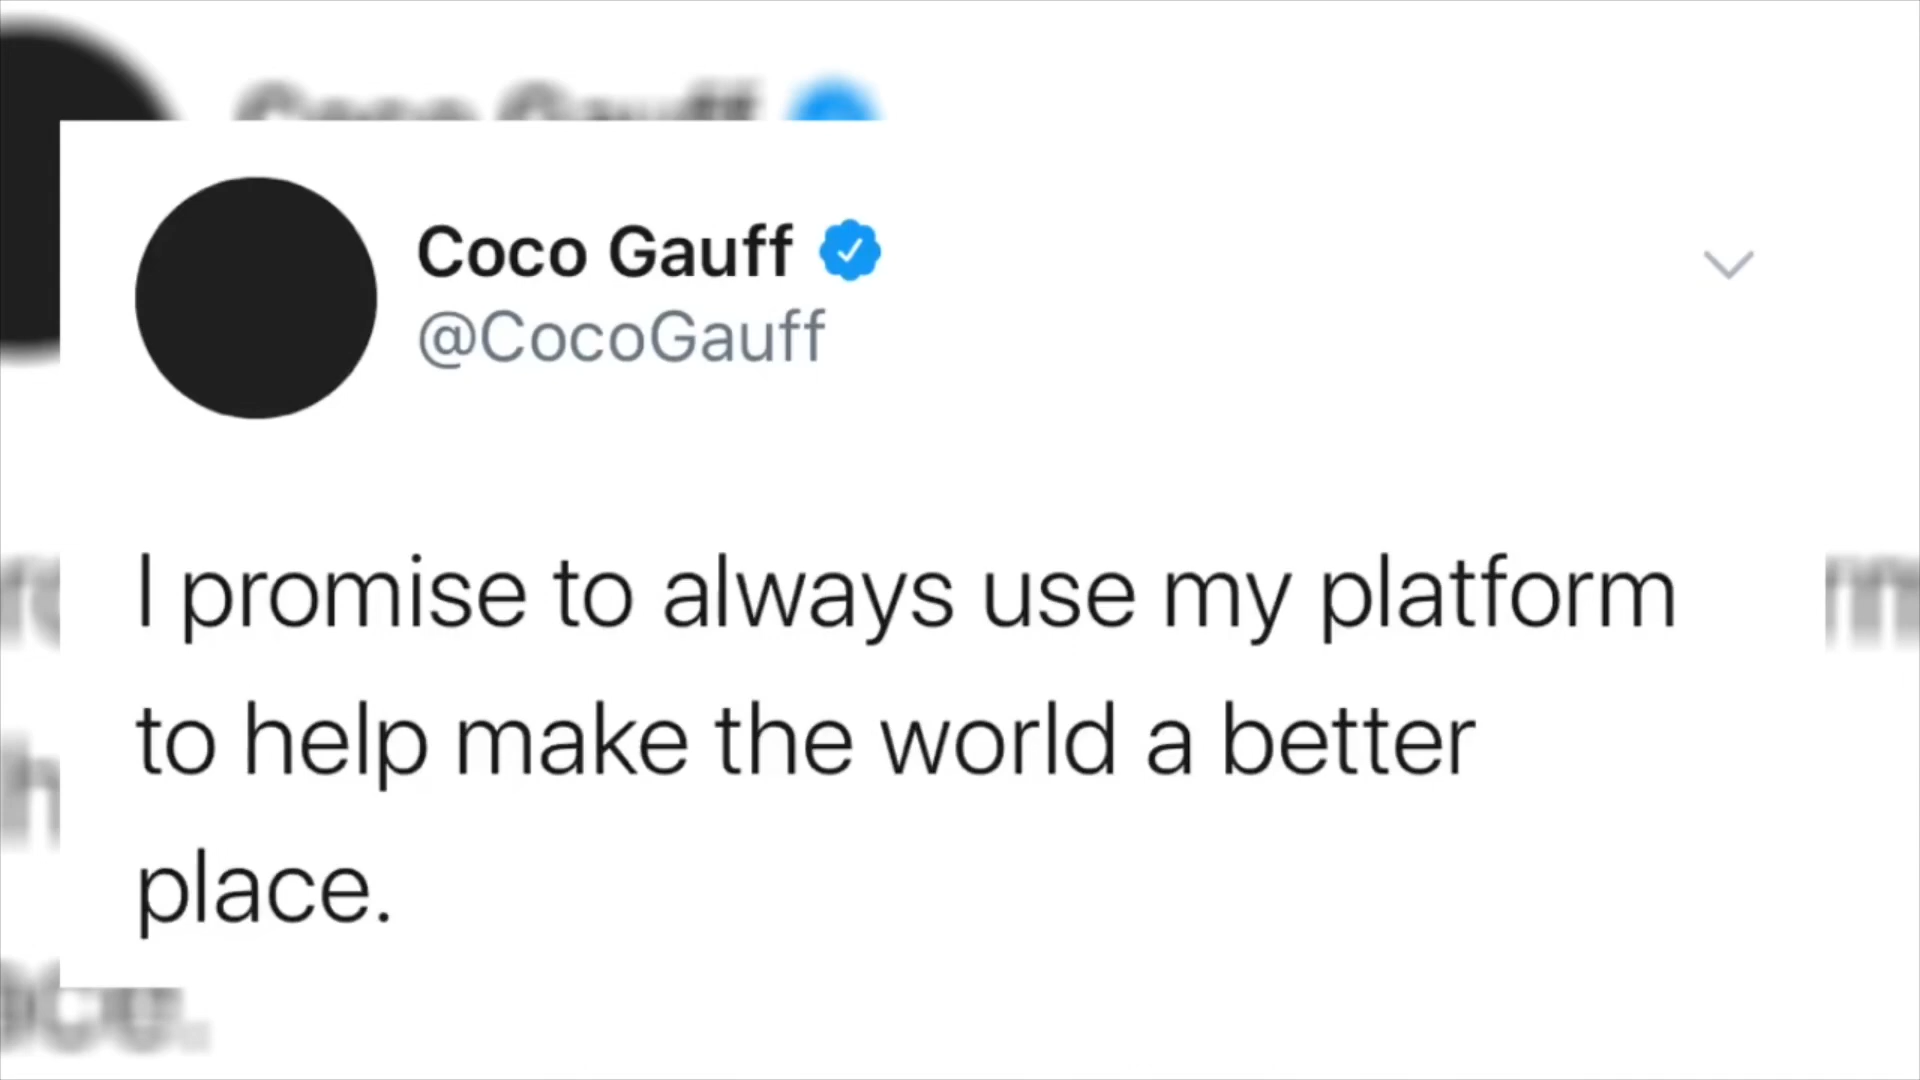 Coco Gauff
@CocoGauff
I promise to always use my platform
to help make the world a better
place.